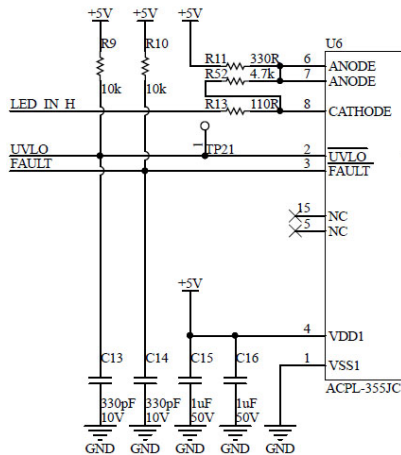 +5V +5V +5V
U6
R9 R10
R11 330R 6 ANODE
R52 4.7k 7 ANODE
10k 10k
LED_IN_H R13 110R 8 CATHODE
UVLO 1 TP21 2 UVLO
FAULT 3 FAULT
15 NC
5 NC
+5V
4 VDD1
C13 C14 C15 C16 1 VSS1
ACPL-355JC
330pF 330pF 1uF 1uF
10V 10V 50V 50V
GND GND GND GND GND